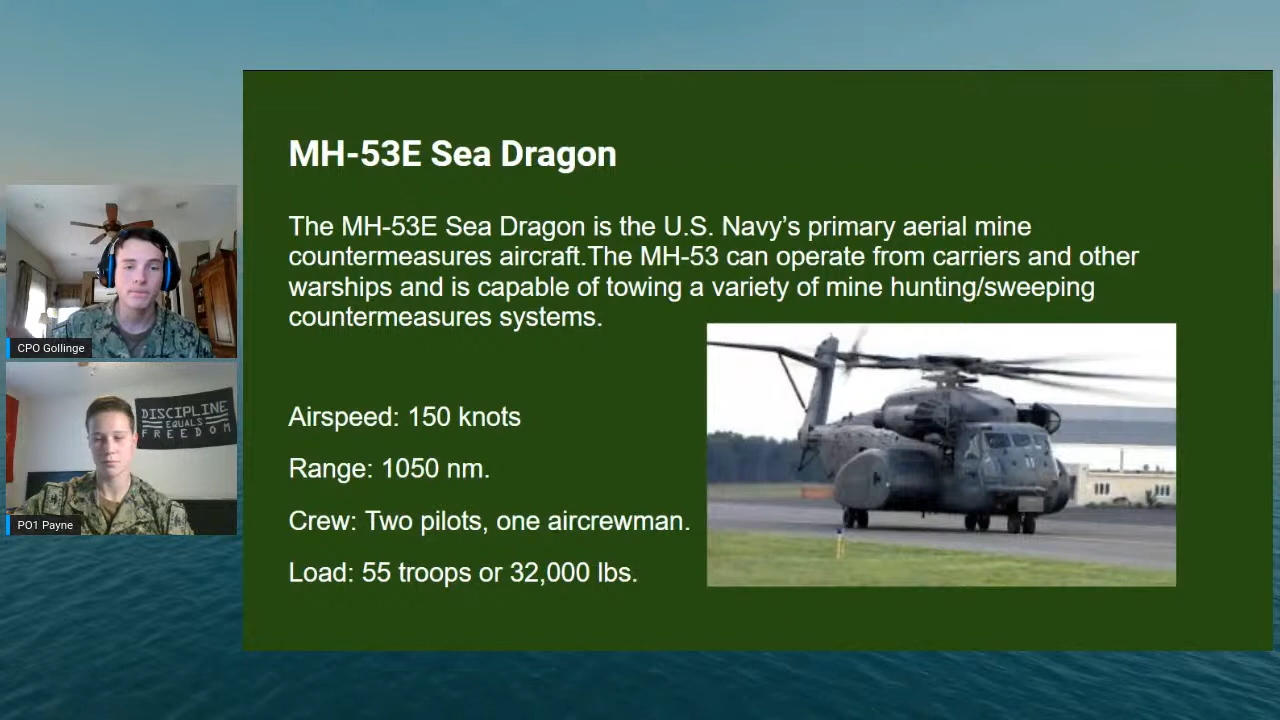 MH-53E Sea Dragon
The MH-53E Sea Dragon is the U.S. Navy’s primary aerial mine
countermeasures aircraft.The MH-53 can operate from carriers and other
warships and is capable of towing a variety of mine hunting/sweeping
countermeasures systems.
Airspeed: 150 knots
Range: 1050 nm.
Crew: Two pilots, one aircrewman.
Load: 55 troops or 32,000 lbs.
CPO Gollinge
DISCIPLINE
EQUALS
FREEDOM
PO1 Payne